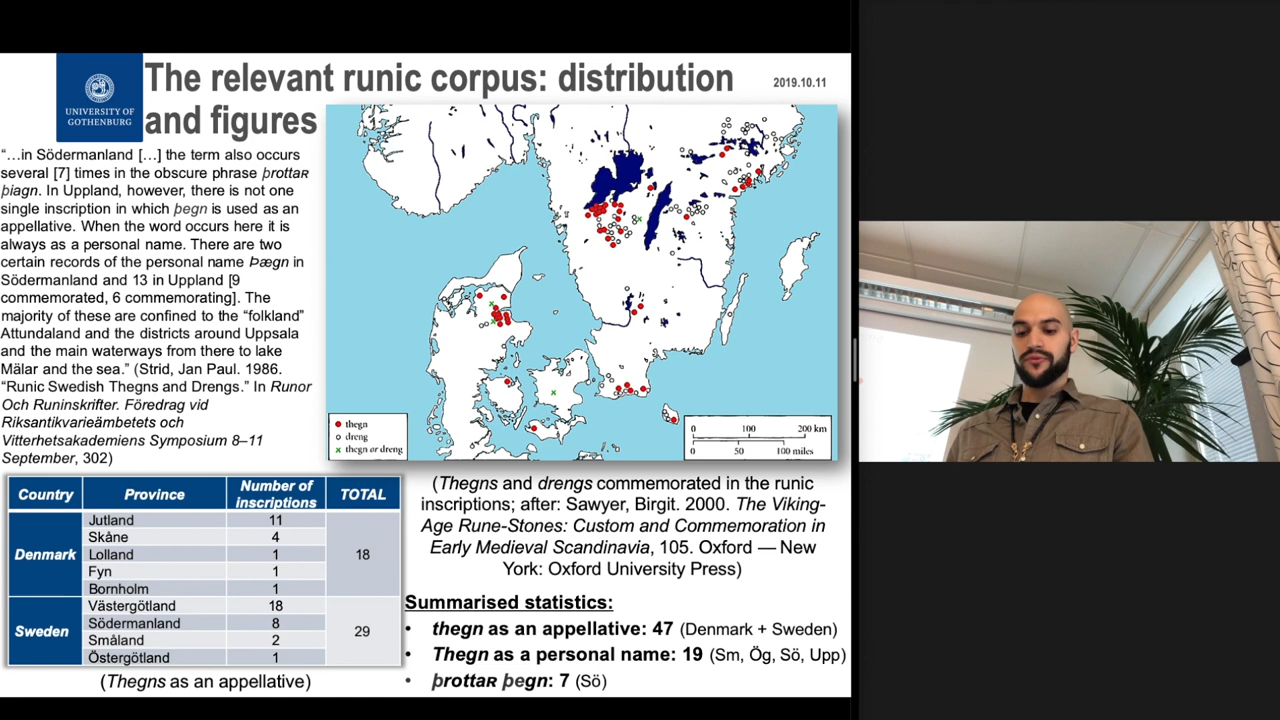 The relevant runic corpus: distribution
and figures
2019.10.11
UNIVERSITY OF
GOTHENBURG
“…in Södermanland […] the term also occurs
several [7] times in the obscure phrase þrottaʀ
þiagn. In Uppland, however, there is not one
single inscription in which þegn is used as an
appellative. When the word occurs here it is
always as a personal name. There are two
certain records of the personal name Þægn in
Södermanland and 13 in Uppland [9
commemorated, 6 commemorating]. The
majority of these are confined to the “folkland”
Attundaland and the districts around Uppsala
and the main waterways from there to lake
Mälar and the sea.” (Strid, Jan Paul. 1986.
“Runic Swedish Thegns and Drengs.” In Runor
Och Runinskrifter. Föredrag vid
Riksantikvarieämbetets och
Vitterhetsakademiens Symposium 8–11
September, 302)
thegn
dreng
thegn or dreng
0 100 200 km
0 50 100 miles
(Thegns and drengs commemorated in the runic
inscriptions; after: Sawyer, Birgit. 2000. The Viking-
Age Rune-Stones: Custom and Commemoration in
Early Medieval Scandinavia, 105. Oxford — New
York: Oxford University Press)
Country Province Number of inscriptions TOTAL
Denmark Jutland 11 18
Skåne 4
Lolland 1
Fyn 1
Bornholm 1
Sweden Västergötland 18 29
Södermanland 8
Småland 2
Östergötland 1
(Thegns as an appellative)
Summarised statistics:
• thegn as an appellative: 47 (Denmark + Sweden)
• Thegn as a personal name: 19 (Sm, Ög, Sö, Upp)
• þrottaʀ þegn: 7 (Sö)